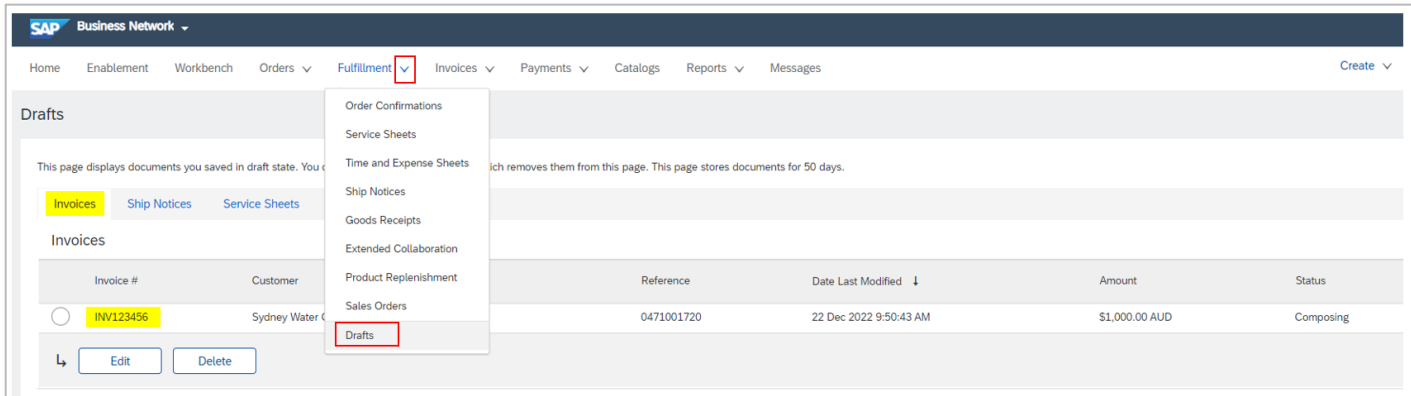 SAP Business Network
Home Enablement Workbench Orders Fulfillment Invoices Payments Catalogs Reports Messages Create
Drafts
Order Confirmations
Service Sheets
Time and Expense Sheets
Ship Notices
Goods Receipts
Extended Collaboration
Product Replenishment
Sales Orders
Drafts
This page displays documents you saved in draft state. You ich removes them from this page. This page stores documents for 50 days.
Invoices Ship Notices Service Sheets
Invoices
Invoice # Customer Reference Date Last Modified ↓ Amount Status
INV123456 Sydney Water 0471001720 22 Dec 2022 9:50:43 AM $1,000.00 AUD Composing
Edit Delete